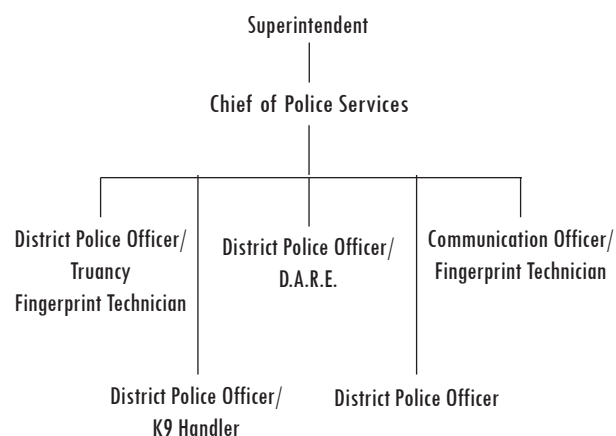 Superintendent
Chief of Police Services
District Police Officer/
Truancy
Fingerprint Technician
District Police Officer/
D.A.R.E.
Communication Officer/
Fingerprint Technician
District Police Officer/
K9 Handler
District Police Officer